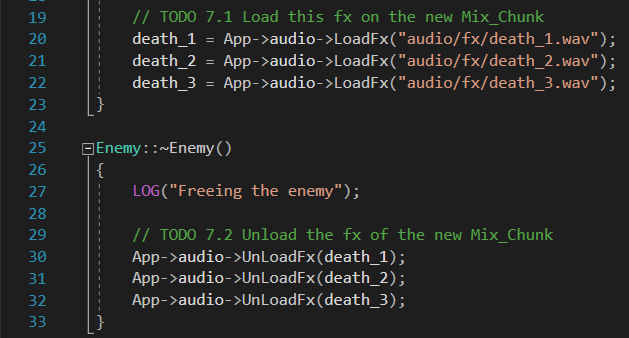 19 // TODO 7.1 Load this fx on the new Mix_Chunk
20 death_1 = App->audio->LoadFx("audio/fx/death_1.wav");
21 death_2 = App->audio->LoadFx("audio/fx/death_2.wav");
22 death_3 = App->audio->LoadFx("audio/fx/death_3.wav");
23 }
24
25 Enemy::~Enemy()
26 {
27 LOG("Freeing the enemy");
28
29 // TODO 7.2 Unload the fx of the new Mix_Chunk
30 App->audio->UnLoadFx(death_1);
31 App->audio->UnLoadFx(death_2);
32 App->audio->UnLoadFx(death_3);
33 }